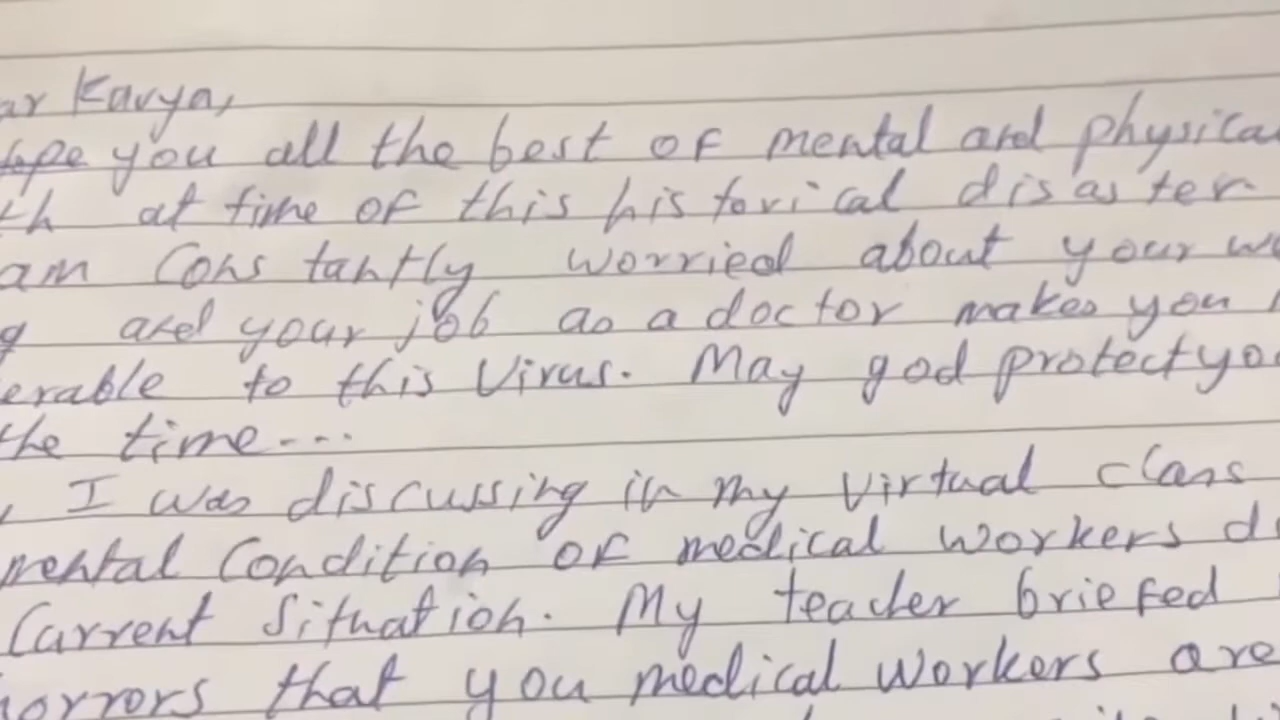 ar Kavya,
hope you all the best of mental and physica
th at time of this historical disaster
am constantly worried about your we
g and your job as a doctor makes you
erable to this Virus. May god protect yo
the time...
, I was discussing in my virtual class
mental Condition of medical workers d
Current Situation. My teacher briefed
horrors that you medical workers are